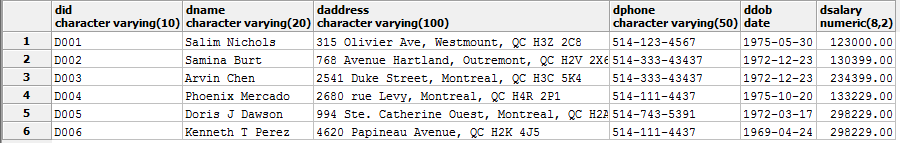 did dname daddress dphone ddob dsalary
character varying(10) character varying(20) character varying(100) character varying(50) date numeric(8,2)
1 D001 Salim Nichols 315 Olivier Ave, Westmount, QC H3Z 2C8 514-123-4567 1975-05-30 123000.00
2 D002 Samina Burt 768 Avenue Hartland, Outremont, QC H2V 2X6 514-333-43437 1972-12-23 130399.00
3 D003 Arvin Chen 2541 Duke Street, Montreal, QC H3C 5K4 514-333-43437 1972-12-23 234399.00
4 D004 Phoenix Mercado 2680 rue Levy, Montreal, QC H4R 2P1 514-111-4437 1975-10-20 133229.00
5 D005 Doris J Dawson 994 Ste. Catherine Ouest, Montreal, QC H2A 514-743-5391 1972-03-17 298229.00
6 D006 Kenneth T Perez 4620 Papineau Avenue, QC H2K 4J5 514-111-4437 1969-04-24 298229.00